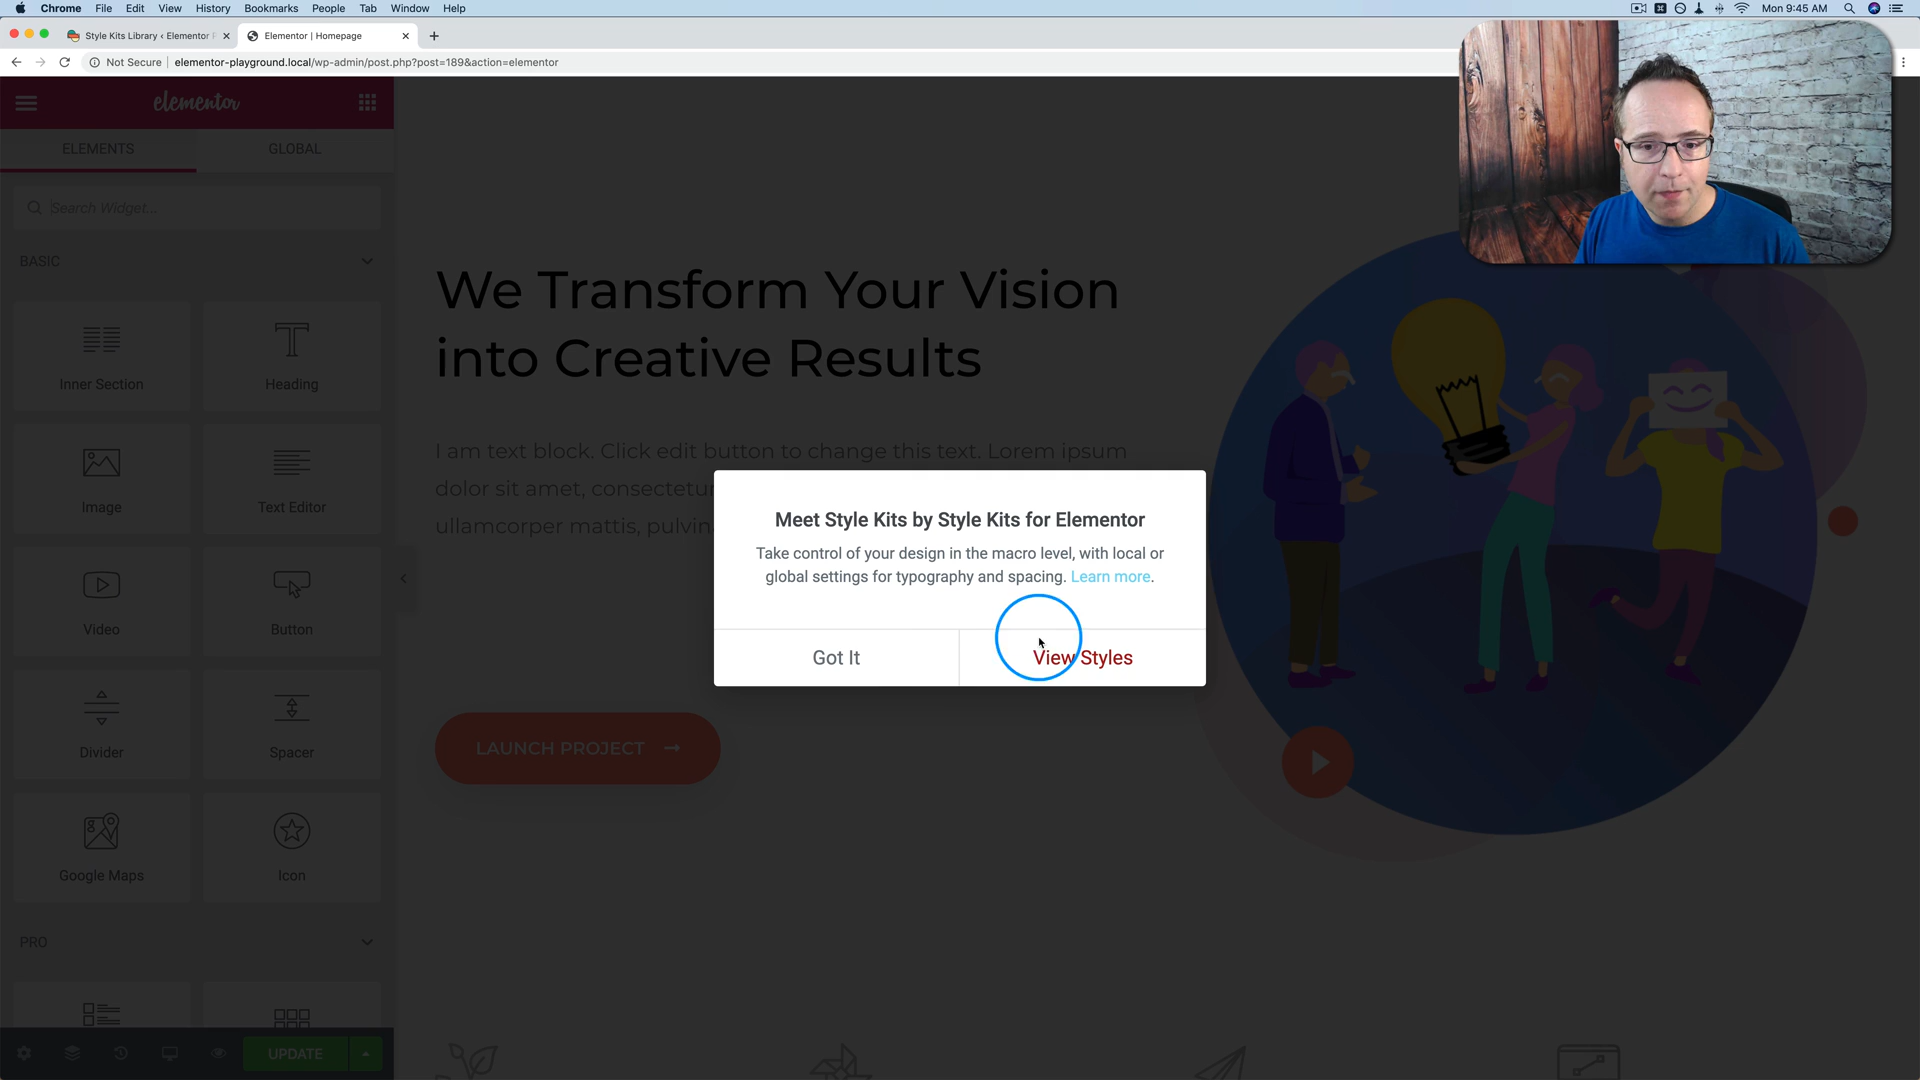 Chrome File Edit View History Bookmarks People Tab Window Help
Mon 9:45 AM
Style Kits Library ‹ Elementor P
Elementor | Homepage
Not Secure | elementor-playground.local/wp-admin/post.php?post=189&action=elementor
elementor
ELEMENTS
GLOBAL
Search Widget...
BASIC
Inner Section
Heading
Image
Text Editor
Video
Button
Divider
Spacer
Google Maps
Icon
PRO
UPDATE
We Transform Your Vision
into Creative Results
I am text block. Click edit button to change this text. Lorem ipsum
dolor sit amet, consectetur
ullamcorper mattis, pulvin
LAUNCH PROJECT →
Meet Style Kits by Style Kits for Elementor
Take control of your design in the macro level, with local or
global settings for typography and spacing. Learn more.
Got It
View Styles